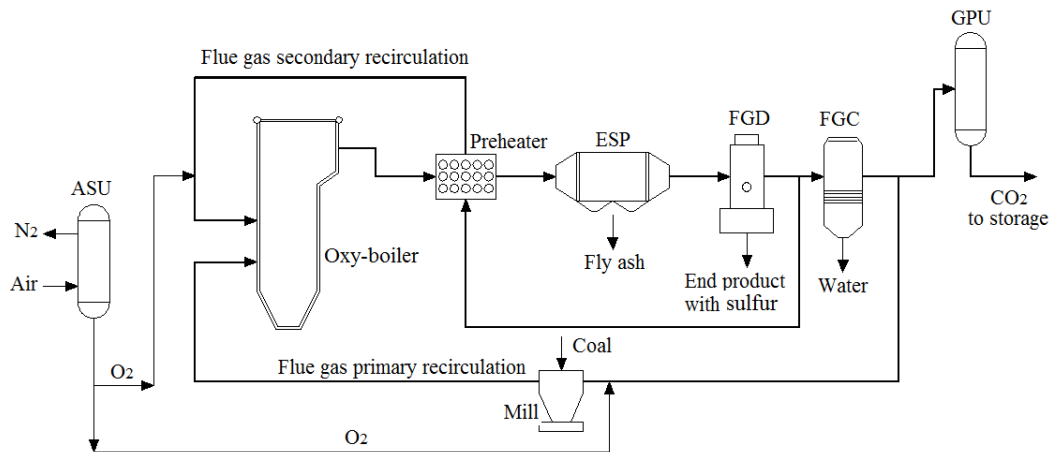 GPU
Flue gas secondary recirculation
Preheater
ESP
FGD
FGC
ASU
N2
Air
Oxy-boiler
Fly ash
End product
with sulfur
Water
CO2
to storage
Coal
O2
Flue gas primary recirculation
Mill
O2